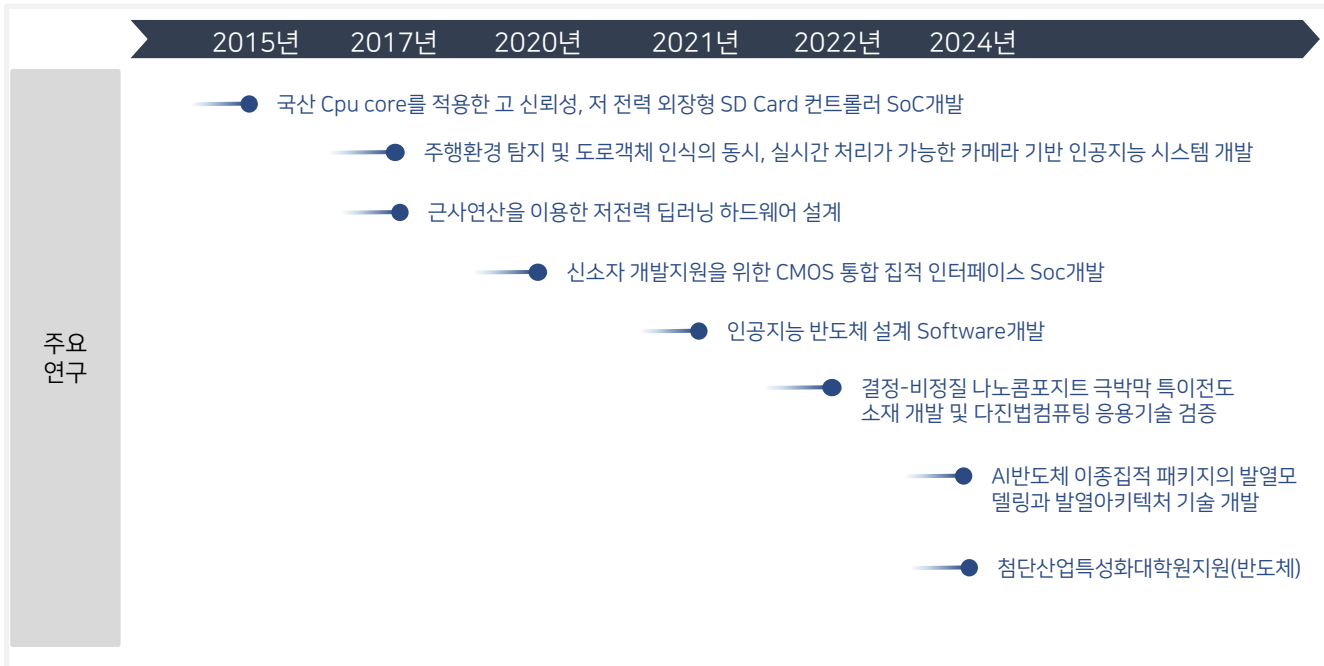 2015년 2017년 2020년 2021년 2022년 2024년
주요
연구
국산 Cpu core를 적용한 고 신뢰성, 저 전력 외장형 SD Card 컨트롤러 SoC개발
주행환경 탐지 및 도로객체 인식의 동시, 실시간 처리가 가능한 카메라 기반 인공지능 시스템 개발
근사연산을 이용한 저전력 딥러닝 하드웨어 설계
신소자 개발지원을 위한 CMOS 통합 집적 인터페이스 Soc개발
인공지능 반도체 설계 Software개발
결정-비정질 나노콤포지트 극박막 특이전도
소재 개발 및 다진법컴퓨팅 응용기술 검증
AI반도체 이종집적 패키지의 발열모
델링과 발열아키텍처 기술 개발
첨단산업특성화대학원지원(반도체)